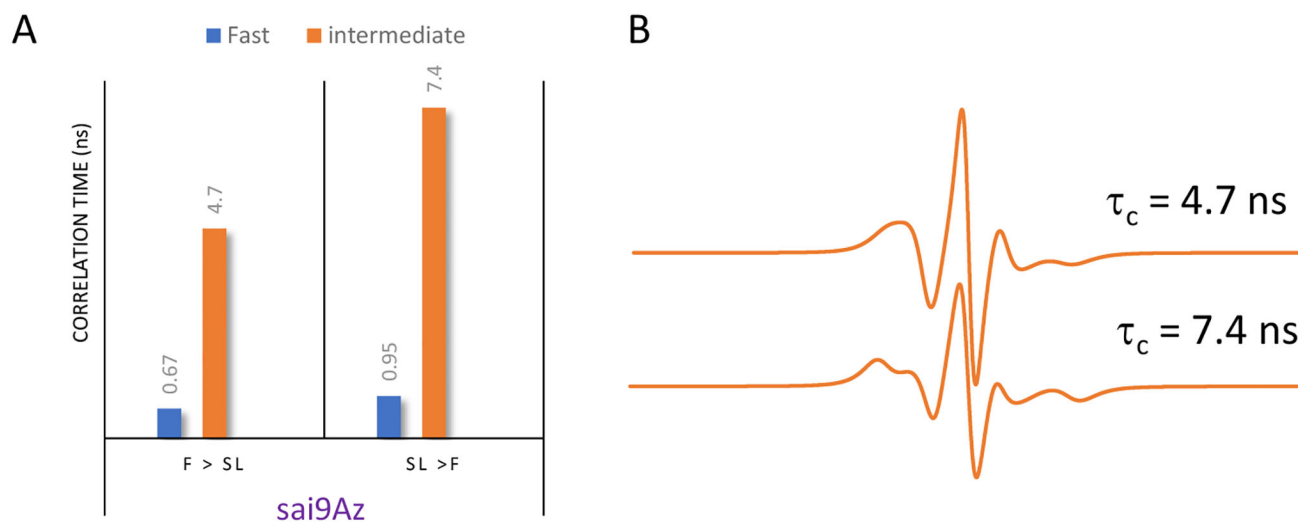 A
Fast
intermediate
CORRELATION TIME (ns)
0.67
4.7
0.95
7.4
F > SL
SL >F
sai9Az
B
τc = 4.7 ns
τc = 7.4 ns